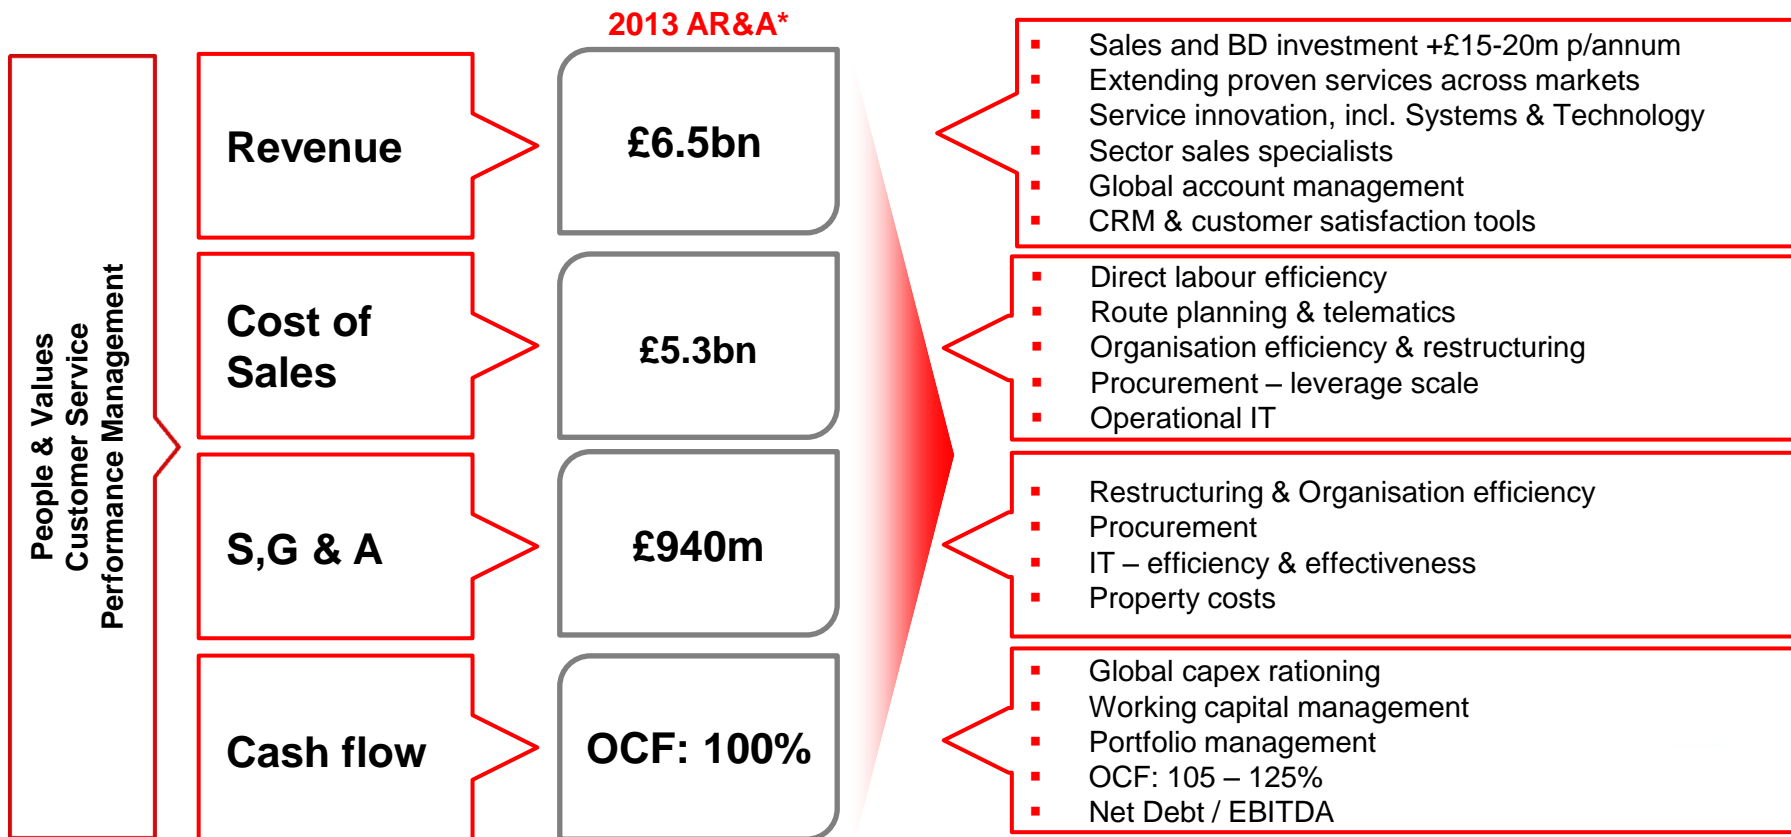 2013 AR&A*
People & Values
Customer Service
Performance Management
Revenue
£6.5bn
▪ Sales and BD investment +£15-20m p/annum
▪ Extending proven services across markets
▪ Service innovation, incl. Systems & Technology
▪ Sector sales specialists
▪ Global account management
▪ CRM & customer satisfaction tools
Cost of
Sales
£5.3bn
▪ Direct labour efficiency
▪ Route planning & telematics
▪ Organisation efficiency & restructuring
▪ Procurement – leverage scale
▪ Operational IT
S,G & A
£940m
▪ Restructuring & Organisation efficiency
▪ Procurement
▪ IT – efficiency & effectiveness
▪ Property costs
Cash flow
OCF: 100%
▪ Global capex rationing
▪ Working capital management
▪ Portfolio management
▪ OCF: 105 – 125%
▪ Net Debt / EBITDA